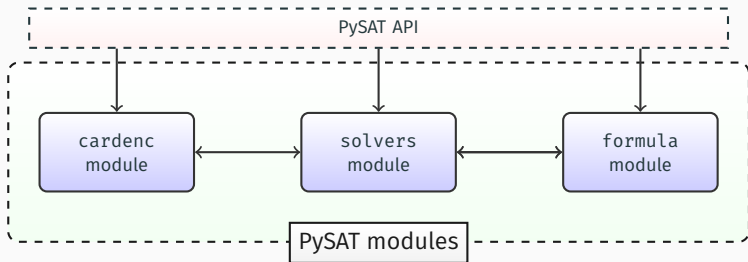 PySAT API
cardenc
module
solvers
module
formula
module
PySAT modules